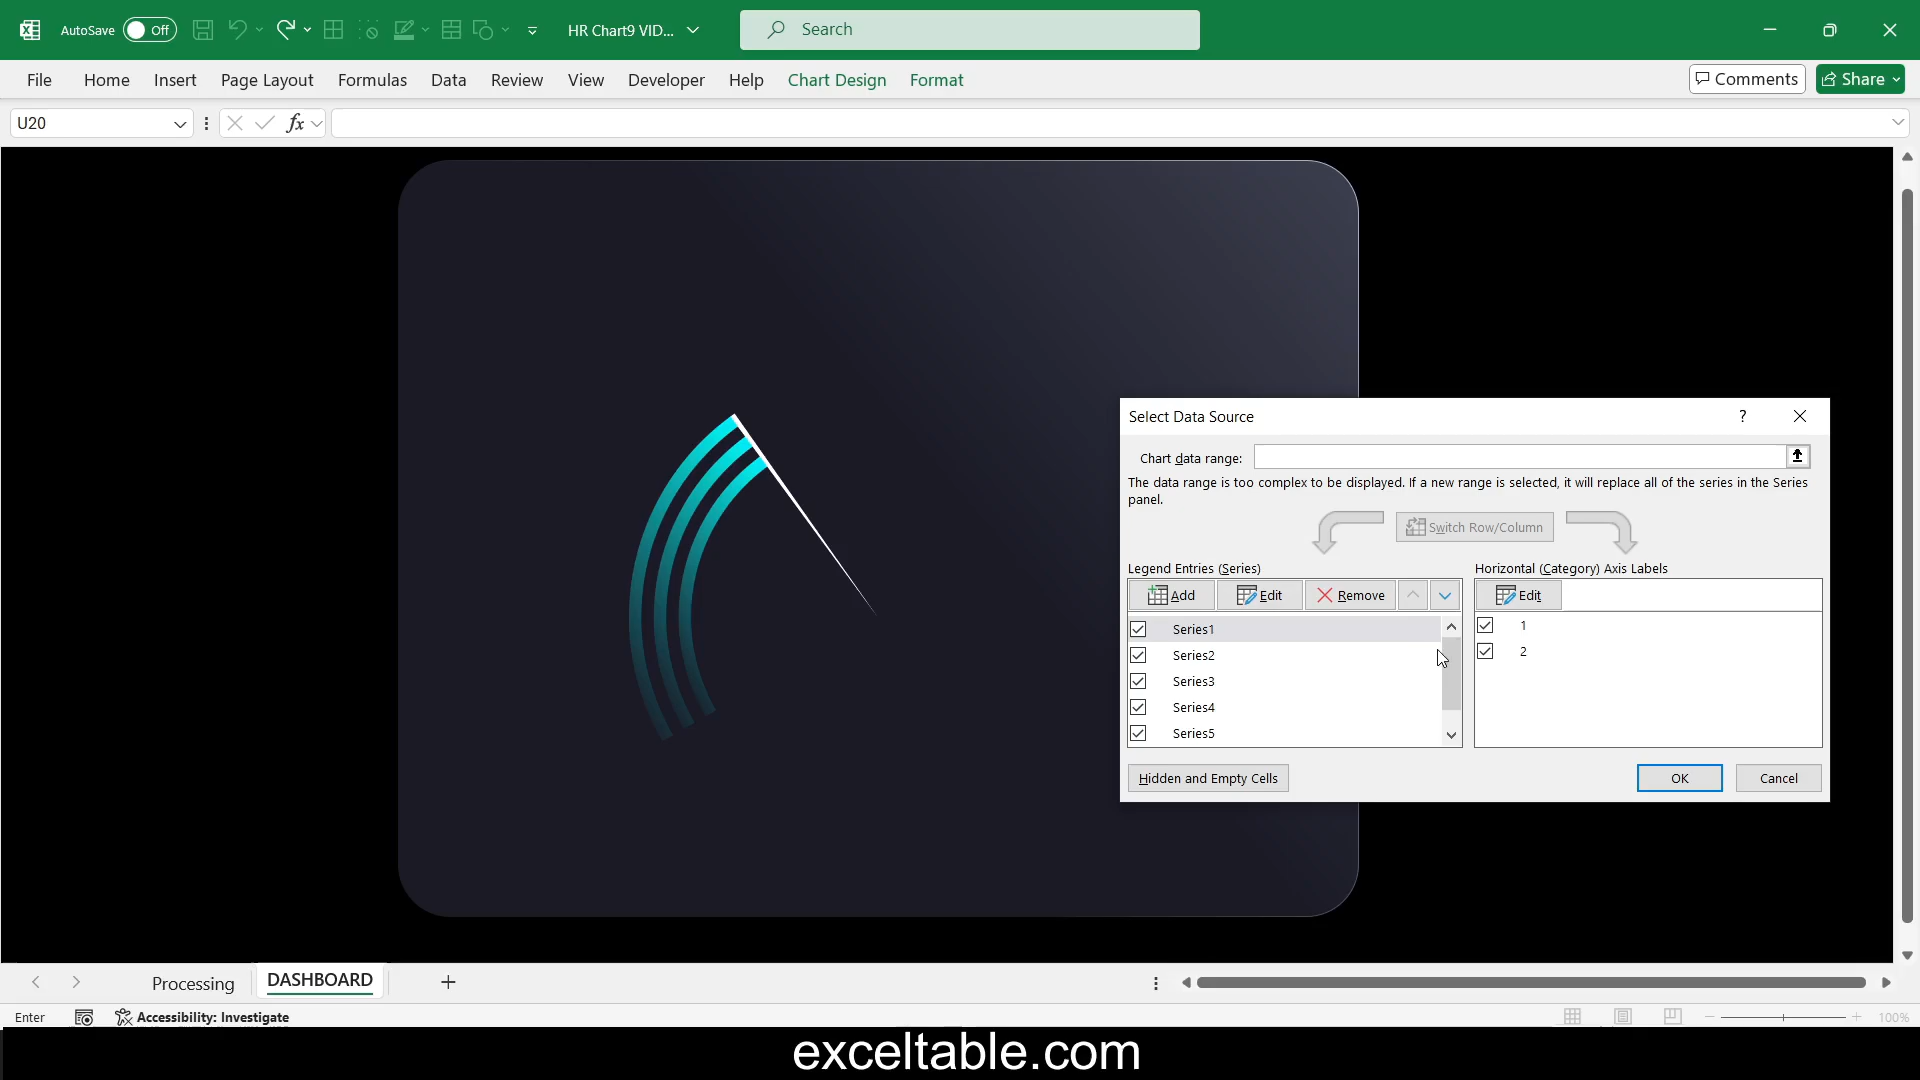 AutoSave Off HR Chart9 VID... Search
File Home Insert Page Layout Formulas Data Review View Developer Help Chart Design Format Comments Share
U20 fx
Select Data Source ?
Chart data range:
The data range is too complex to be displayed. If a new range is selected, it will replace all of the series in the Series
panel.
Switch Row/Column
Legend Entries (Series) Horizontal (Category) Axis Labels
Add Edit Remove Edit
Series1 1
Series2 2
Series3
Series4
Series5
Hidden and Empty Cells OK Cancel
Processing DASHBOARD
Enter Accessibility: Investigate 100%
exceltable.com